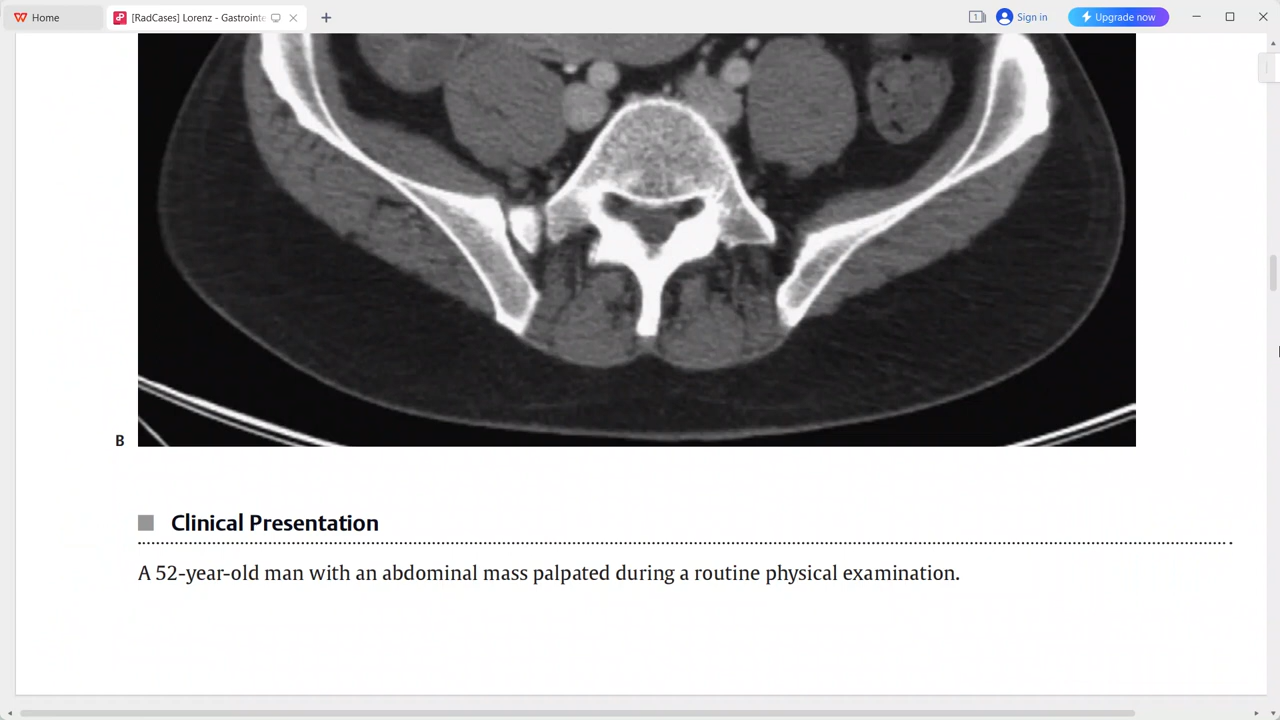 Home
[RadCases] Lorenz - Gastrointe
1
Sign in
Upgrade now
B
Clinical Presentation
A 52-year-old man with an abdominal mass palpated during a routine physical examination.